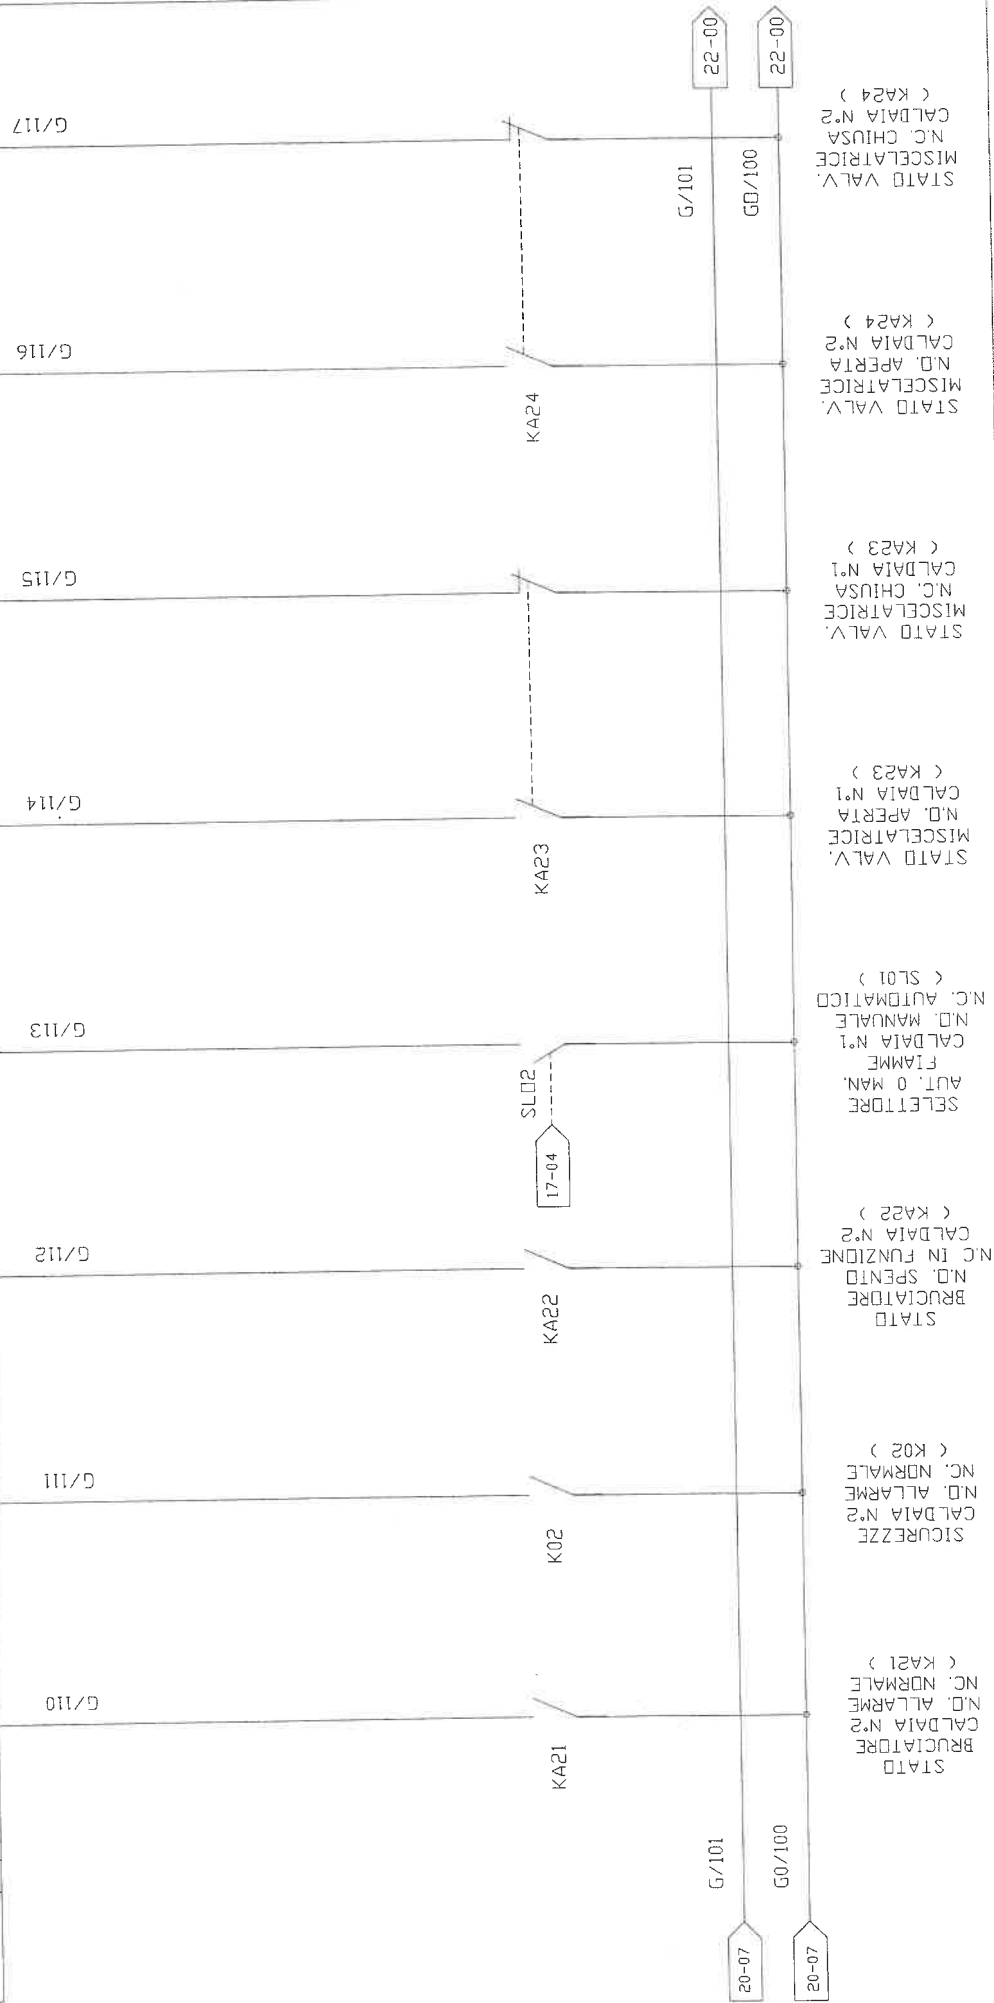 G/110
G/111
G/112
G/113
G/114
G/115
G/116
G/117
KA21
K02
KA22
SL02
17-04
KA23
KA24
20-07
G/101
G/101
22-00
20-07
G0/100
G0/100
22-00
STATO
BRUCIATORE
CALDAIA N°2
N.O. ALLARME
NC. NORMALE
( KA21 )
SICUREZZE
CALDAIA N°2
N.O. ALLARME
NC. NORMALE
( K02 )
STATO
BRUCIATORE
N.O. SPENTO
N.C IN FUNZIONE
CALDAIA N°2
( KA22 )
SELETTORE
AUT. O MAN.
FIAMME
CALDAIA N°1
N.O. MANUALE
N.C. AUTOMATICO
( SL01 )
STATO VALV.
MISCELATRICE
N.O. APERTA
CALDAIA N°1
( KA23 )
STATO VALV.
MISCELATRICE
N.C. CHIUSA
CALDAIA N°1
( KA23 )
STATO VALV.
MISCELATRICE
N.O. APERTA
CALDAIA N°2
( KA24 )
STATO VALV.
MISCELATRICE
N.C. CHIUSA
CALDAIA N°2
( KA24 )